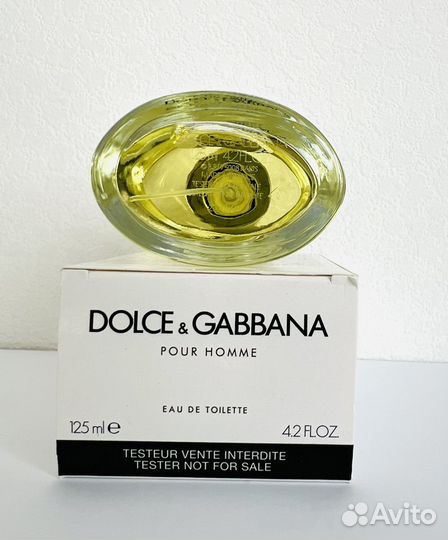 DOLCE & GABBANA
POUR HOMME
EAU DE TOILETTE
125 ml e 4.2 FL.OZ.
TESTEUR VENTE INTERDITE
TESTER NOT FOR SALE
Avito